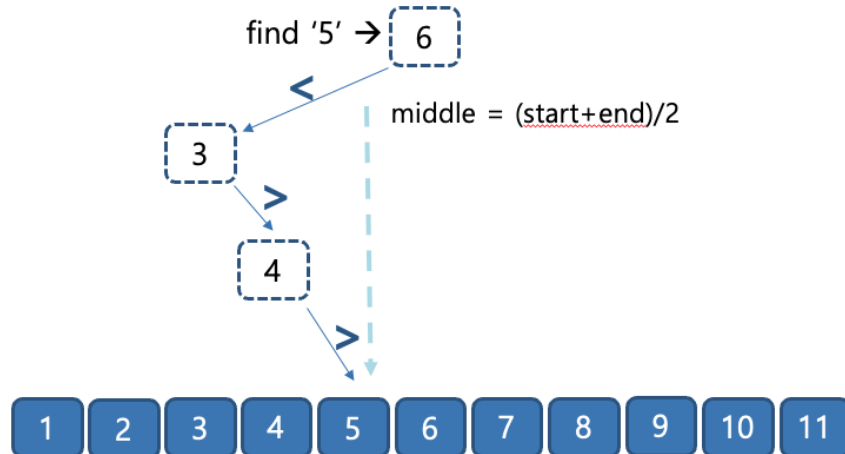 find ‘5’ → 6
<
middle = (start+end)/2
3
>
4
>
1 2 3 4 5 6 7 8 9 10 11